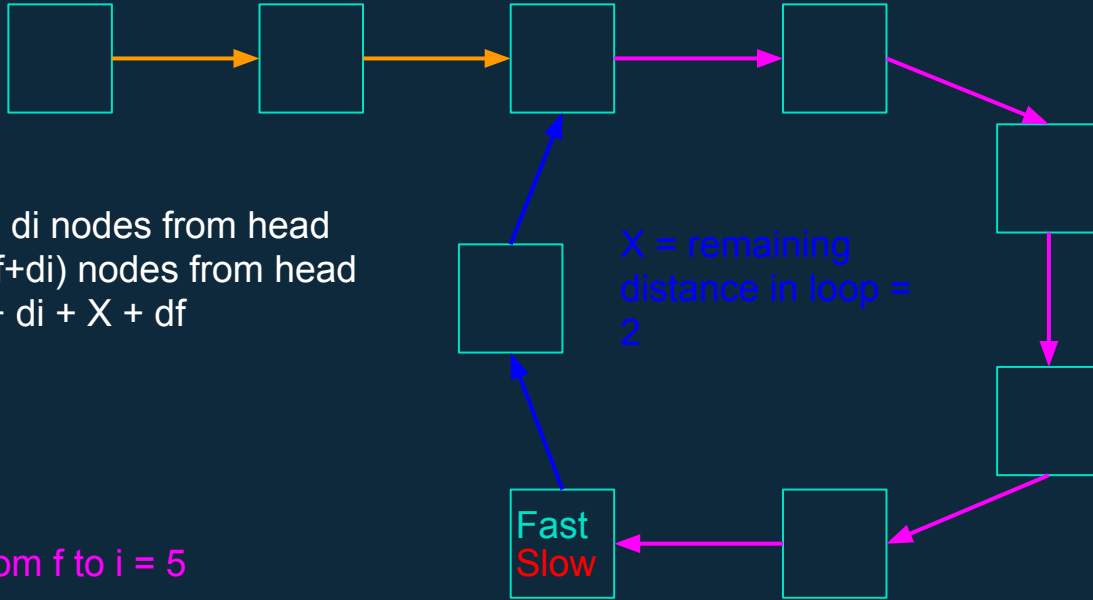 di nodes from head
f+di) nodes from head
di + X + df
X = remaining
distance in loop =
2
Fast
Slow
om f to i = 5